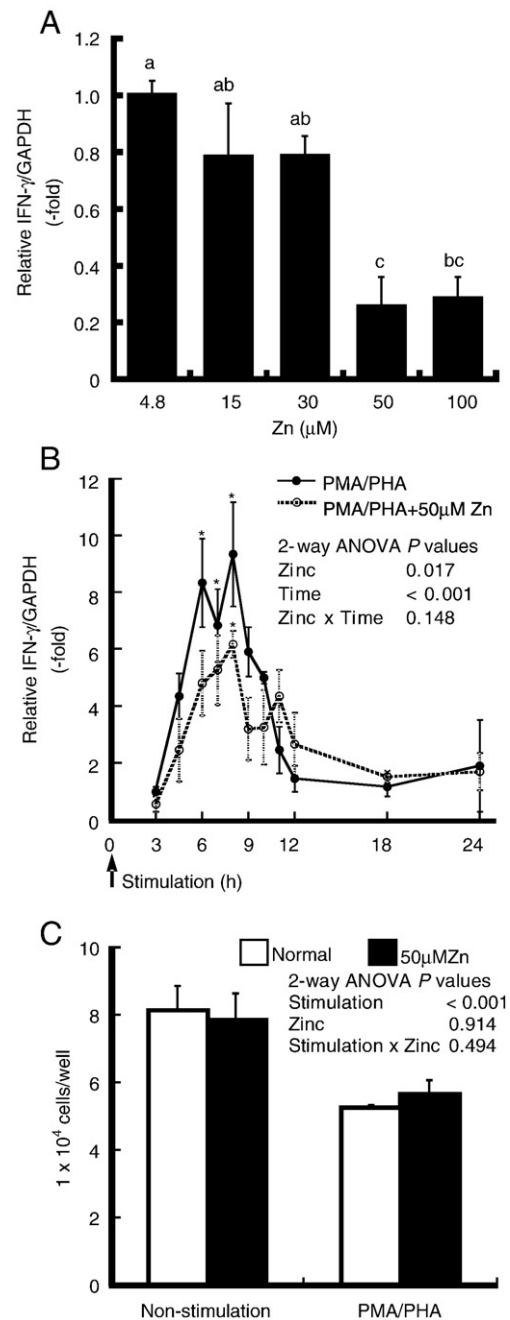 A
1.2
1.0
0.8
0.6
0.4
0.2
0
Relative IFN-γ/GAPDH
(-fold)
a
ab
ab
c
bc
4.8 15 30 50 100
Zn (μM)
B
12
10
8
6
4
2
0
Relative IFN-γ/GAPDH
(-fold)
PMA/PHA
PMA/PHA+50μM Zn
2-way ANOVA P values
Zinc 0.017
Time < 0.001
Zinc x Time 0.148
* * * *
0 3 6 9 12 18 24
Stimulation (h)
C
10
8
6
4
2
0
1 x 10⁴ cells/well
Normal 50μMZn
2-way ANOVA P values
Stimulation < 0.001
Zinc 0.914
Stimulation x Zinc 0.494
Non-stimulation PMA/PHA